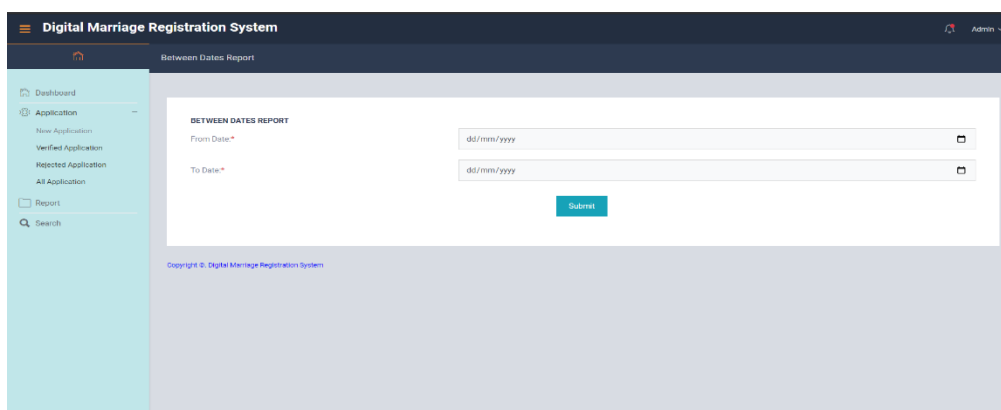 Digital Marriage Registration System
Admin
Between Dates Report
Dashboard
Application
New Application
Verified Application
Rejected Application
All Application
Report
Search
BETWEEN DATES REPORT
From Date:*
dd/mm/yyyy
To Date:*
dd/mm/yyyy
Submit
Copyright ©. Digital Marriage Registration System